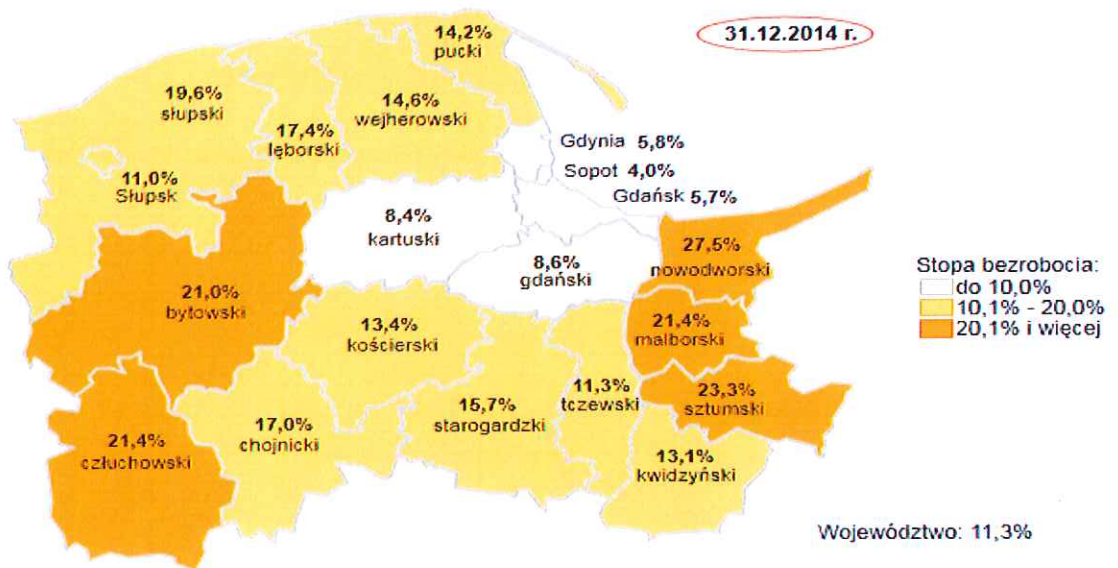 14,2%
pucki
31.12.2014 r.
19,6%
słupski
14,6%
wejherowski
17,4%
lęborski
Gdynia 5,8%
Sopot 4,0%
Gdańsk 5,7%
11,0%
Słupsk
8,4%
kartuski
8,6%
gdański
27,5%
nowodworski
Stopa bezrobocia:
do 10,0%
10,1% - 20,0%
20,1% i więcej
21,0%
bytowski
13,4%
kościerski
21,4%
malborski
11,3%
tczewski
23,3%
sztumski
15,7%
starogardzki
17,0%
chojnicki
21,4%
człuchowski
13,1%
kwidzyński
Województwo: 11,3%